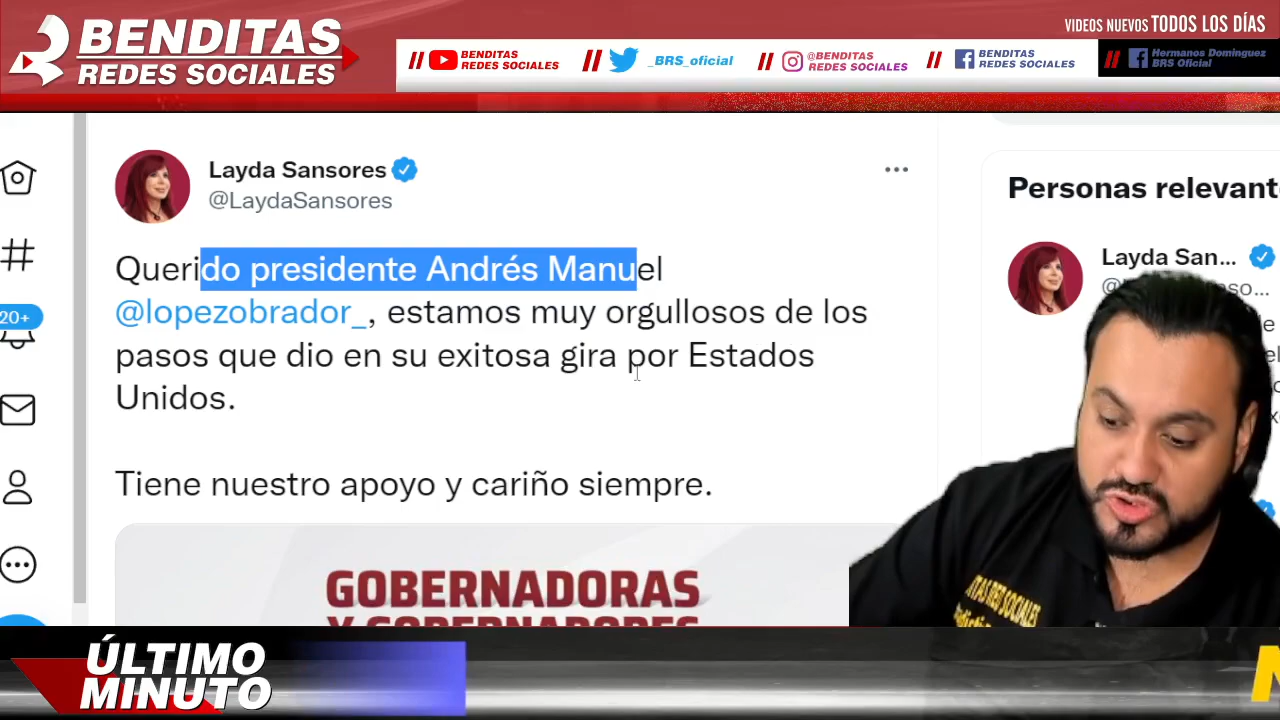 BENDITAS
REDES SOCIALES
VIDEOS NUEVOS TODOS LOS DÍAS
BENDITAS
REDES SOCIALES
_BRS_oficial
@BENDITAS
REDES SOCIALES
BENDITAS
REDES SOCIALES
Hermanos Dominguez
BRS Oficial
Layda Sansores
@LaydaSansores
Querido presidente Andrés Manuel
@lopezobrador_, estamos muy orgullosos de los
pasos que dio en su exitosa gira por Estados
Unidos.
Tiene nuestro apoyo y cariño siempre.
GOBERNADORAS
Y GOBERNADORES
20+
Personas relevant
Layda San...
REDES SOCIALES
ÚLTIMO
MINUTO